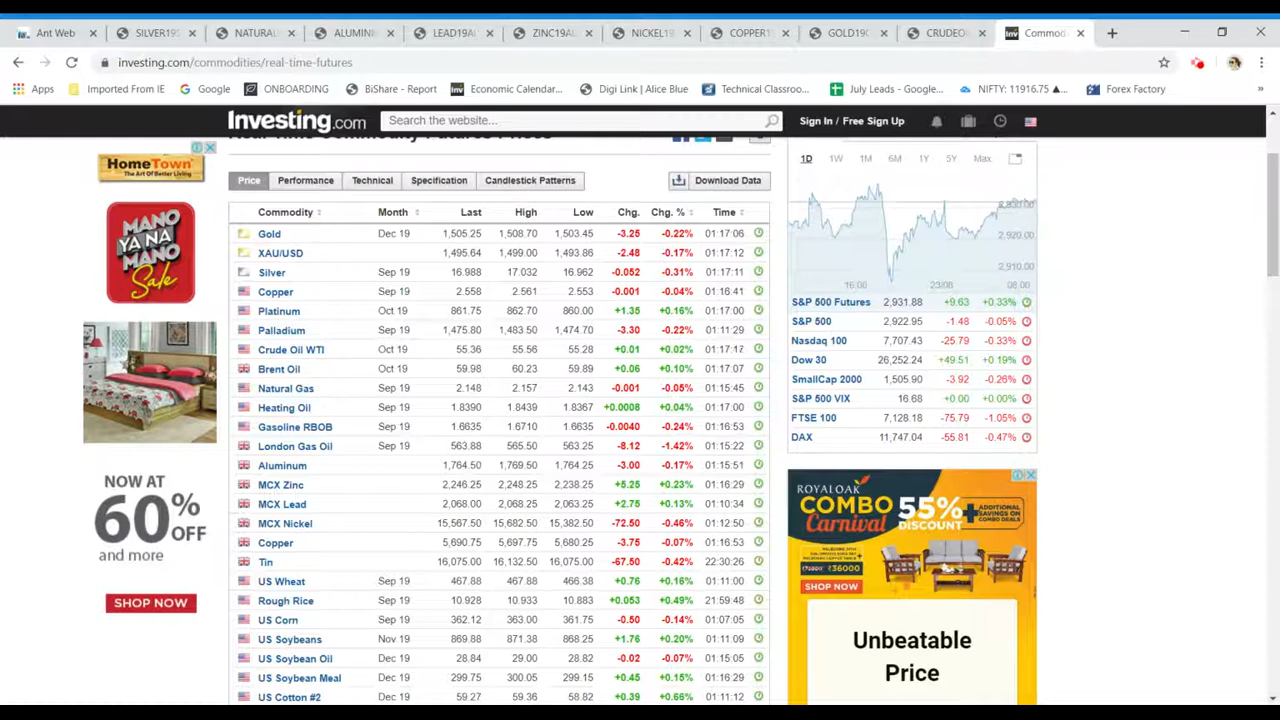 Ant Web SILVER19 NATURAL ALUMIN LEAD19A ZINC19AU NICKEL19 COPPER1 GOLD19O CRUDEO Commod
investing.com/commodities/real-time-futures
Apps Imported From IE Google ONBOARDING BiShare - Report Economic Calendar... Digi Link | Alice Blue Technical Classroo... July Leads - Google... NIFTY: 11916.75 ▲... Forex Factory »
Investing.com Search the website... Sign In / Free Sign Up
Real Time Commodity Futures Prices
HomeTown
The Art Of Better Living
MANO
YA NA
MANO
Sale
NOW AT
60% OFF
and more
SHOP NOW
Price Performance Technical Specification Candlestick Patterns Download Data
Commodity Month Last High Low Chg. Chg. % Time
Gold Dec 19 1,505.25 1,508.70 1,503.45 -3.25 -0.22% 01:17:06
XAU/USD 1,495.64 1,499.00 1,493.86 -2.48 -0.17% 01:17:12
Silver Sep 19 16.988 17.032 16.962 -0.052 -0.31% 01:17:11
Copper Sep 19 2.558 2.561 2.553 -0.001 -0.04% 01:16:41
Platinum Oct 19 861.75 862.70 861.00 +1.35 +0.16% 01:17:00
Palladium Sep 19 1,475.80 1,483.50 1,474.70 -3.30 -0.22% 01:11:29
Crude Oil WTI Oct 19 55.36 55.56 55.28 +0.01 +0.02% 01:17:12
Brent Oil Oct 19 59.98 60.23 59.89 +0.06 +0.10% 01:17:07
Natural Gas Sep 19 2.148 2.157 2.143 -0.001 -0.05% 01:15:45
Heating Oil Sep 19 1.8390 1.8439 1.8367 +0.0008 +0.04% 01:17:00
Gasoline RBOB Sep 19 1.6635 1.6710 1.6635 -0.0040 -0.24% 01:16:53
London Gas Oil Sep 19 563.88 565.50 563.88 -8.12 -1.42% 01:15:22
Aluminum 1,764.50 1,769.50 1,764.25 -3.00 -0.17% 01:15:51
MCX Zinc 2,246.25 2,248.25 2,238.25 +5.25 +0.23% 01:16:29
MCX Lead 2,068.00 2,068.25 2,063.25 +2.75 +0.13% 01:10:34
MCX Nickel 15,567.50 15,682.50 15,382.50 -72.50 -0.46% 01:12:50
Copper 5,690.75 5,697.75 5,680.25 -3.75 -0.07% 01:16:53
Tin 16,075.00 16,132.50 16,075.00 -67.50 -0.42% 22:30:26
US Wheat Sep 19 467.88 467.88 466.38 +0.76 +0.16% 01:11:00
Rough Rice Sep 19 10.928 10.933 10.883 +0.053 +0.49% 21:59:48
US Corn Sep 19 362.12 363.00 361.75 -0.50 -0.14% 01:07:05
US Soybeans Nov 19 869.88 871.38 868.25 +1.76 +0.20% 01:11:09
US Soybean Oil Dec 19 28.84 29.00 28.82 -0.02 -0.07% 01:15:05
US Soybean Meal Dec 19 299.75 300.05 299.15 +0.45 +0.15% 01:16:29
US Cotton #2 Dec 19 59.27 59.36 58.82 +0.39 +0.66% 01:11:12
1D 1W 1M 6M 1Y 5Y Max
2,930.00
2,920.00
2,910.00
16:00 23/08 08:00
S&P 500 Futures 2,931.88 +9.63 +0.33%
S&P 500 2,922.95 -1.48 -0.05%
Nasdaq 100 7,707.43 -25.79 -0.33%
Dow 30 26,252.24 +49.51 +0.19%
SmallCap 2000 1,505.90 -3.92 -0.26%
S&P 500 VIX 16.68 +0.00 +0.00%
FTSE 100 7,128.18 -75.79 -1.05%
DAX 11,747.04 -55.81 -0.47%
ROYALOAK
COMBO
Carnival
55%
DISCOUNT
+
ADDITIONAL
SAVINGS ON
COMBO DEALS
₹36000
SHOP NOW
Unbeatable
Price